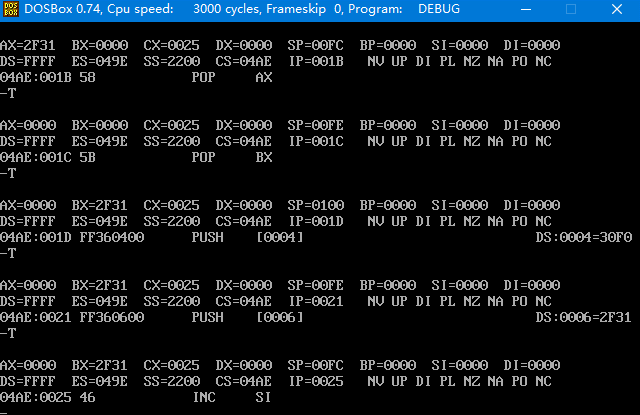 DOS BOX DOSBox 0.74, Cpu speed: 3000 cycles, Frameskip 0, Program: DEBUG
AX=2F31 BX=0000 CX=0025 DX=0000 SP=00FC BP=0000 SI=0000 DI=0000
DS=FFFF ES=049E SS=2200 CS=04AE IP=001B NV UP DI PL NZ NA PO NC
04AE:001B 58 POP AX
-T
AX=0000 BX=0000 CX=0025 DX=0000 SP=00FE BP=0000 SI=0000 DI=0000
DS=FFFF ES=049E SS=2200 CS=04AE IP=001C NV UP DI PL NZ NA PO NC
04AE:001C 5B POP BX
-T
AX=0000 BX=2F31 CX=0025 DX=0000 SP=0100 BP=0000 SI=0000 DI=0000
DS=FFFF ES=049E SS=2200 CS=04AE IP=001D NV UP DI PL NZ NA PO NC
04AE:001D FF360400 PUSH [0004] DS:0004=30F0
-T
AX=0000 BX=2F31 CX=0025 DX=0000 SP=00FE BP=0000 SI=0000 DI=0000
DS=FFFF ES=049E SS=2200 CS=04AE IP=0021 NV UP DI PL NZ NA PO NC
04AE:0021 FF360600 PUSH [0006] DS:0006=2F31
-T
AX=0000 BX=2F31 CX=0025 DX=0000 SP=00FC BP=0000 SI=0000 DI=0000
DS=FFFF ES=049E SS=2200 CS=04AE IP=0025 NV UP DI PL NZ NA PO NC
04AE:0025 46 INC SI